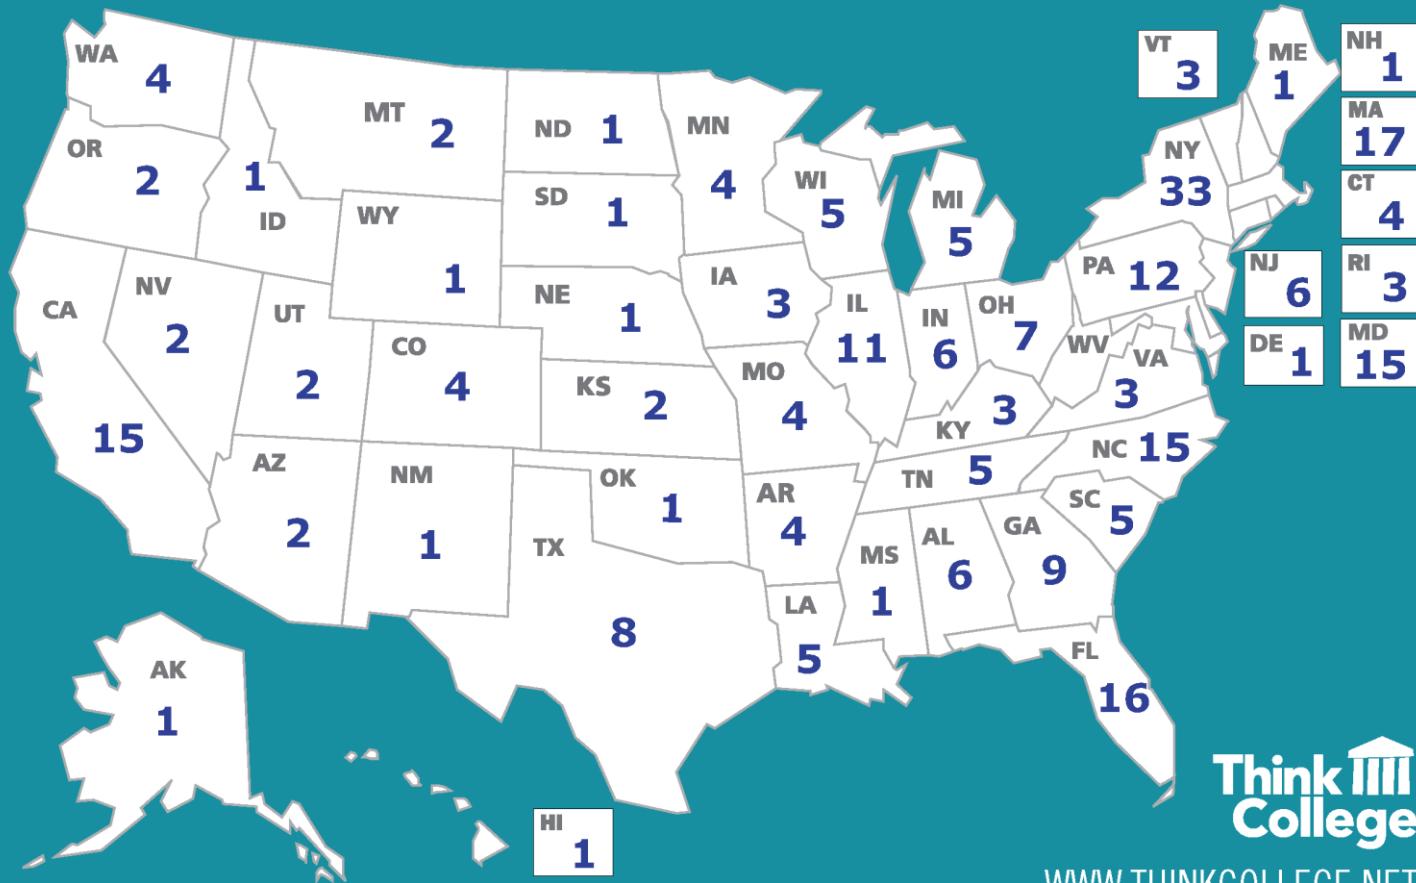 WA
4
OR
2
CA
15
NV
2
ID
1
MT
2
WY
1
UT
2
CO
4
AZ
2
NM
1
ND
1
SD
1
NE
1
KS
2
OK
1
TX
8
MN
4
IA
3
MO
4
AR
4
LA
5
WI
5
IL
11
MI
5
IN
6
OH
7
KY
3
TN
5
MS
1
AL
6
GA
9
FL
16
SC
5
NC
15
VA
3
WV
PA
12
NY
33
VT
3
ME
1
NH
1
MA
17
CT
4
RI
3
NJ
6
DE
1
MD
15
AK
1
HI
1
Think
College
WWW.THINKCOLLEGE.NET